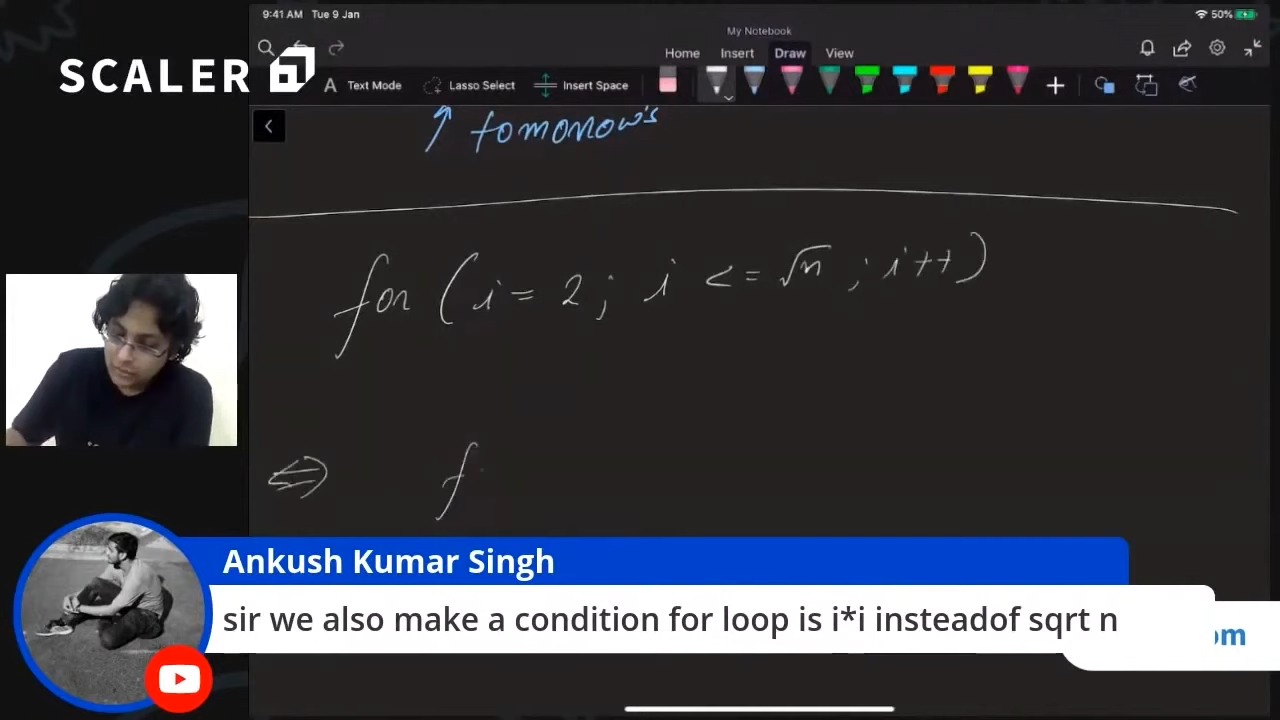 9:41 AM Tue 9 Jan
50%
My Notebook
SCALER
Home Insert Draw View
A Text Mode Lasso Select Insert Space
↑ tomorrow's
for ( i = 2 ; i <= √n ; i++ )
⇔ f
Ankush Kumar Singh
sir we also make a condition for loop is i*i insteadof sqrt n
om